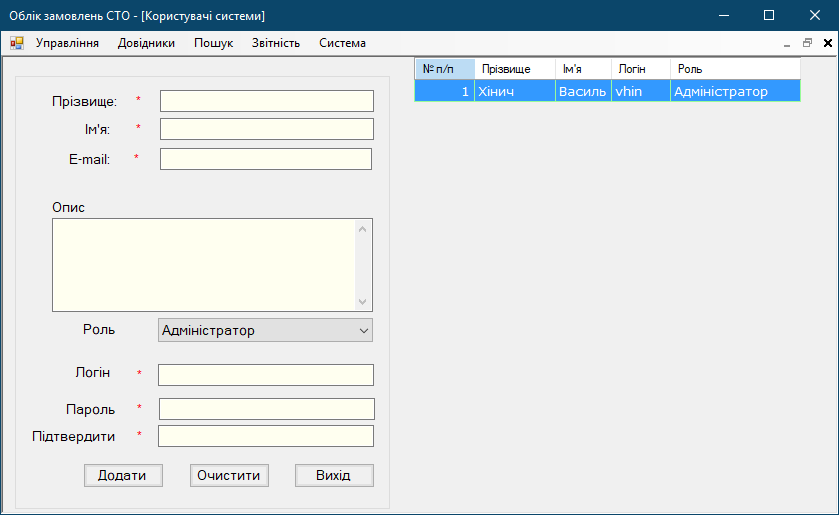 Облік замовлень СТО - [Користувачі системи]
Управління Довідники Пошук Звітність Система
№ п/п Прізвище Ім'я Логін Роль
1 Хінич Василь vhin Адміністратор
Прізвище: *
Ім'я: *
E-mail: *
Опис
Роль Адміністратор
Логін *
Пароль *
Підтвердити *
Додати Очистити Вихід